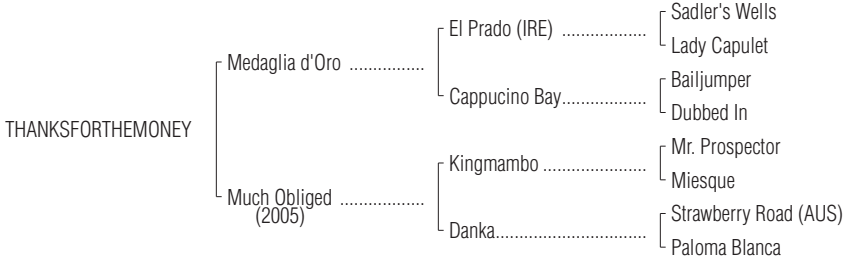 THANKSFORTHEMONEY
Medaglia d'Oro ................
Much Obliged ..................
(2005)
El Prado (IRE) ..................
Cappucino Bay..................
Kingmambo ......................
Danka................................
Sadler's Wells
Lady Capulet
Bailjumper
Dubbed In
Mr. Prospector
Miesque
Strawberry Road (AUS)
Paloma Blanca